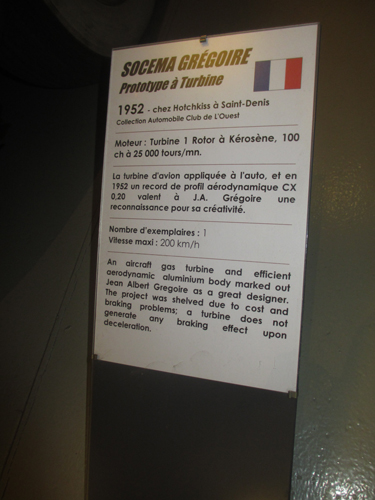 SOCEMA GRÉGOIRE
Prototype à Turbine
1952 - chez Hotchkiss à Saint-Denis
Collection Automobile Club de L'Ouest
Moteur : Turbine 1 Rotor à Kérosène, 100
ch à 25 000 tours/mn.
La turbine d'avion appliquée à l'auto, et en
1952 un record de profil aérodynamique CX
0,20 valent à J.A. Grégoire une
reconnaissance pour sa créativité.
Nombre d'exemplaires : 1
Vitesse maxi : 200 km/h
An aircraft gas turbine and efficient
aerodynamic aluminium body marked out
Jean Albert Gregoire as a great designer.
The project was shelved due to cost and
braking problems; a turbine does not
generate any braking effect upon
deceleration.